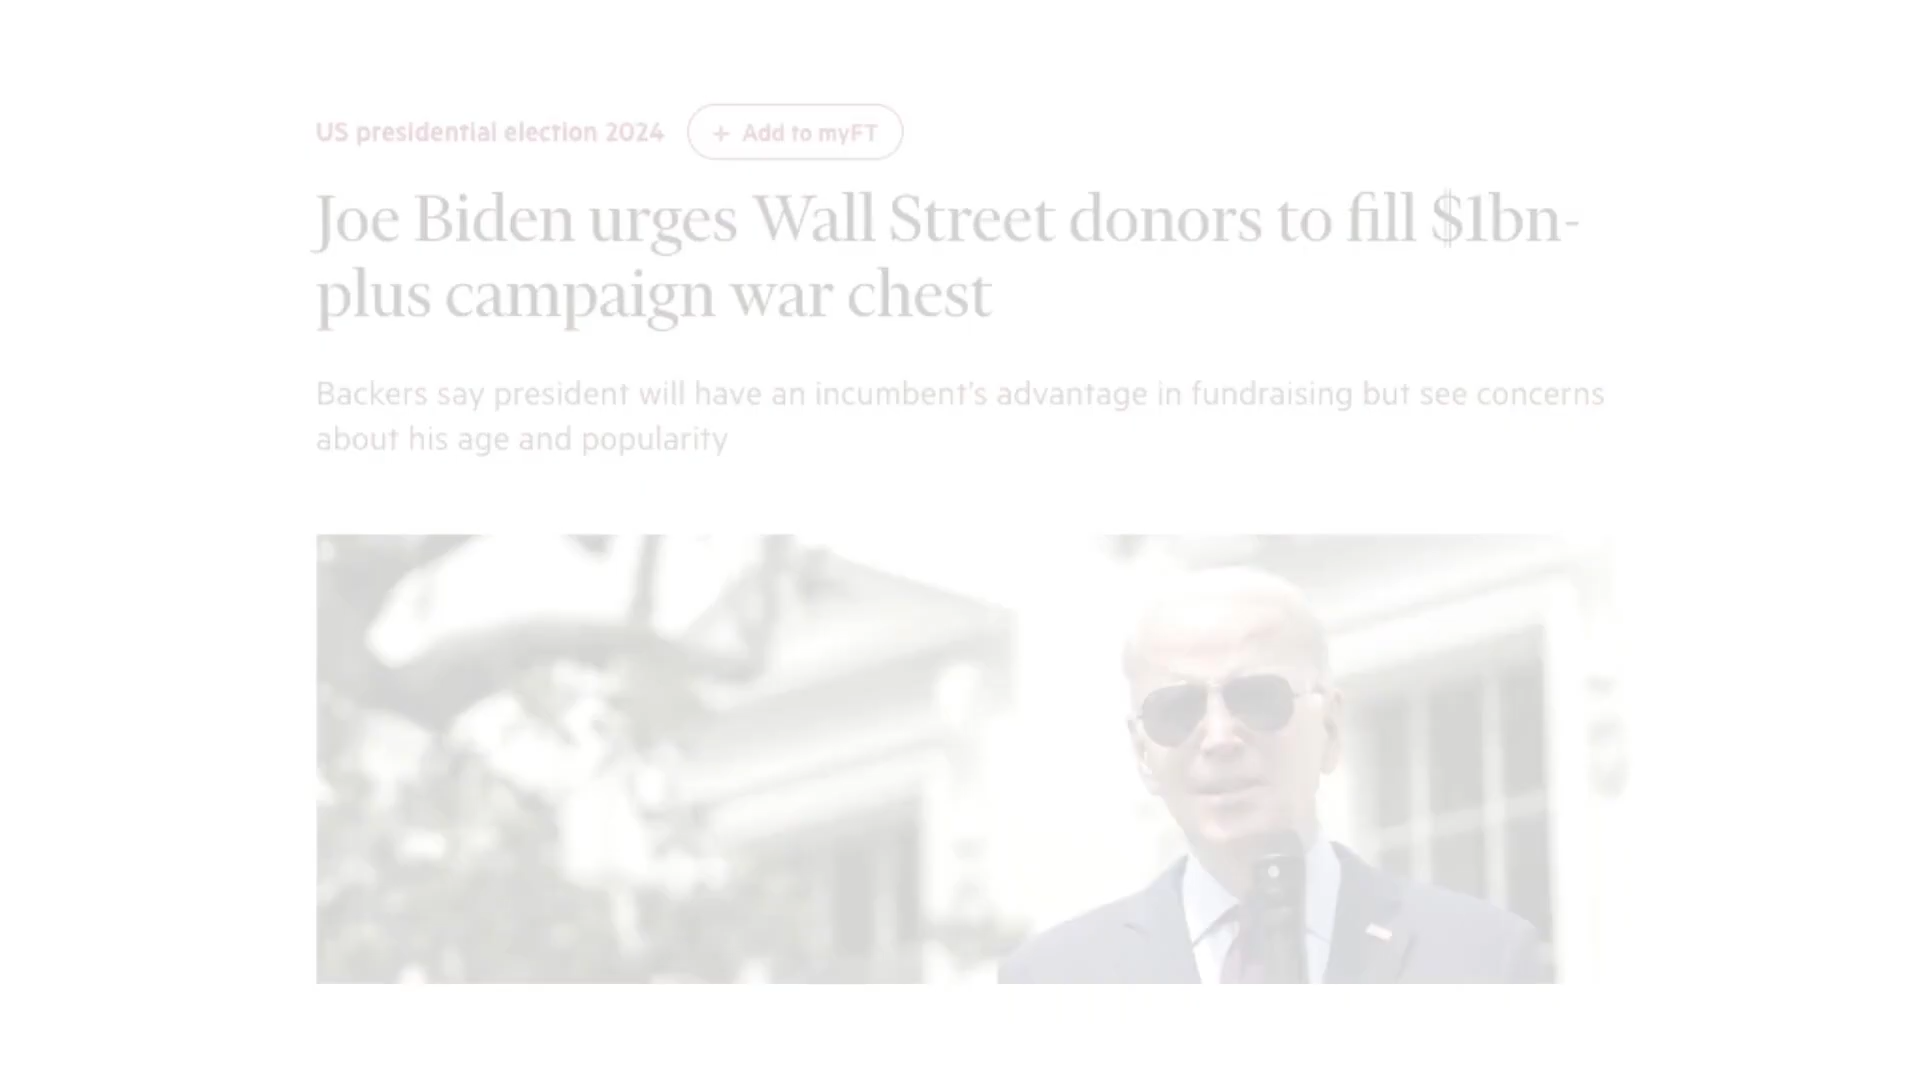 US presidential election 2024
+ Add to myFT
Joe Biden urges Wall Street donors to fill $1bn-
plus campaign war chest
Backers say president will have an incumbent's advantage in fundraising but see concerns
about his age and popularity